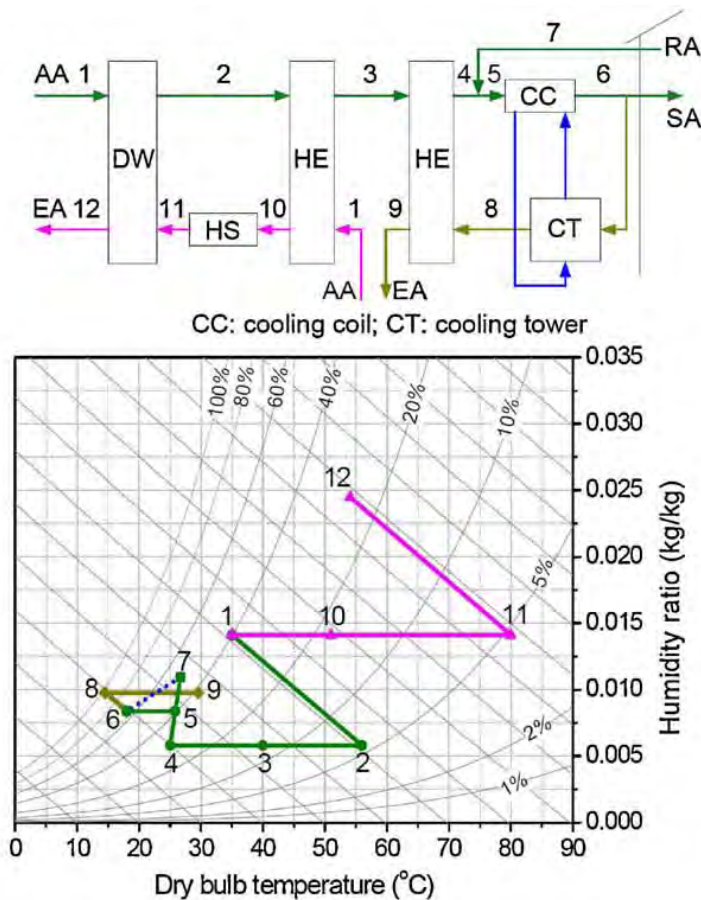 7 RA
AA 1 2 3 4 5 CC 6 SA
DW HE HE
EA 12 11 HS 10 1 9 8 CT
AA EA
CC: cooling coil; CT: cooling tower
100% 80% 60% 40% 20% 10% 5% 2% 1%
12
1 10 11
7
8 9
6 5
4 3 2
0.035
0.030
0.025
0.020
0.015
0.010
0.005
0.000
Humidity ratio (kg/kg)
0 10 20 30 40 50 60 70 80 90
Dry bulb temperature (°C)